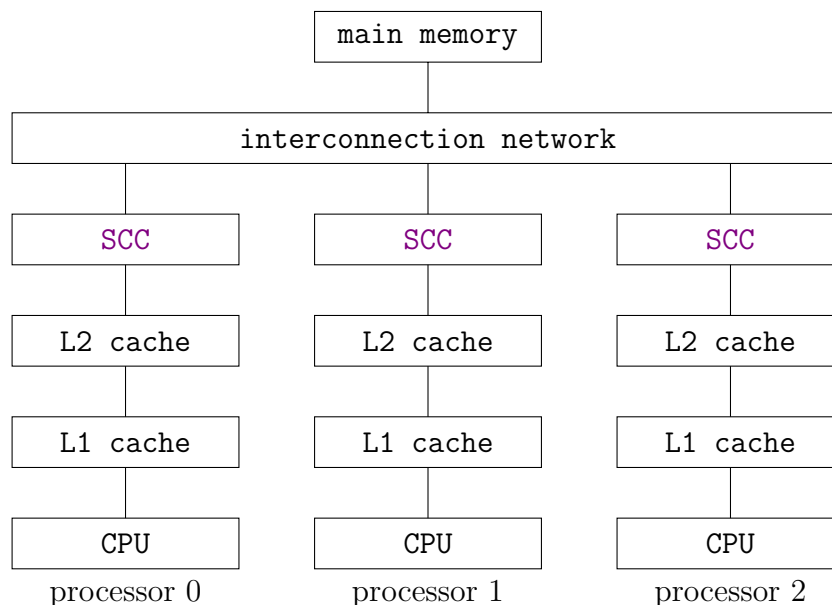 main memory
interconnection network
SCC SCC SCC
L2 cache L2 cache L2 cache
L1 cache L1 cache L1 cache
CPU CPU CPU
processor 0 processor 1 processor 2